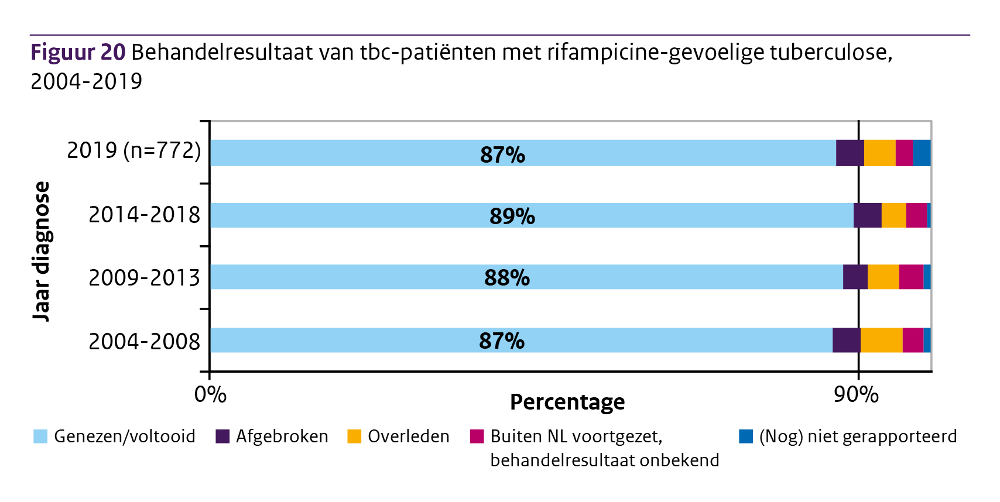 Figuur 20 Behandelresultaat van tbc-patiënten met rifampicine-gevoelige tuberculose,
2004-2019
Jaar diagnose
2019 (n=772)
87%
2014-2018
89%
2009-2013
88%
2004-2008
87%
0%
90%
Percentage
Genezen/voltooid
Afgebroken
Overleden
Buiten NL voortgezet,
behandelresultaat onbekend
(Nog) niet gerapporteerd